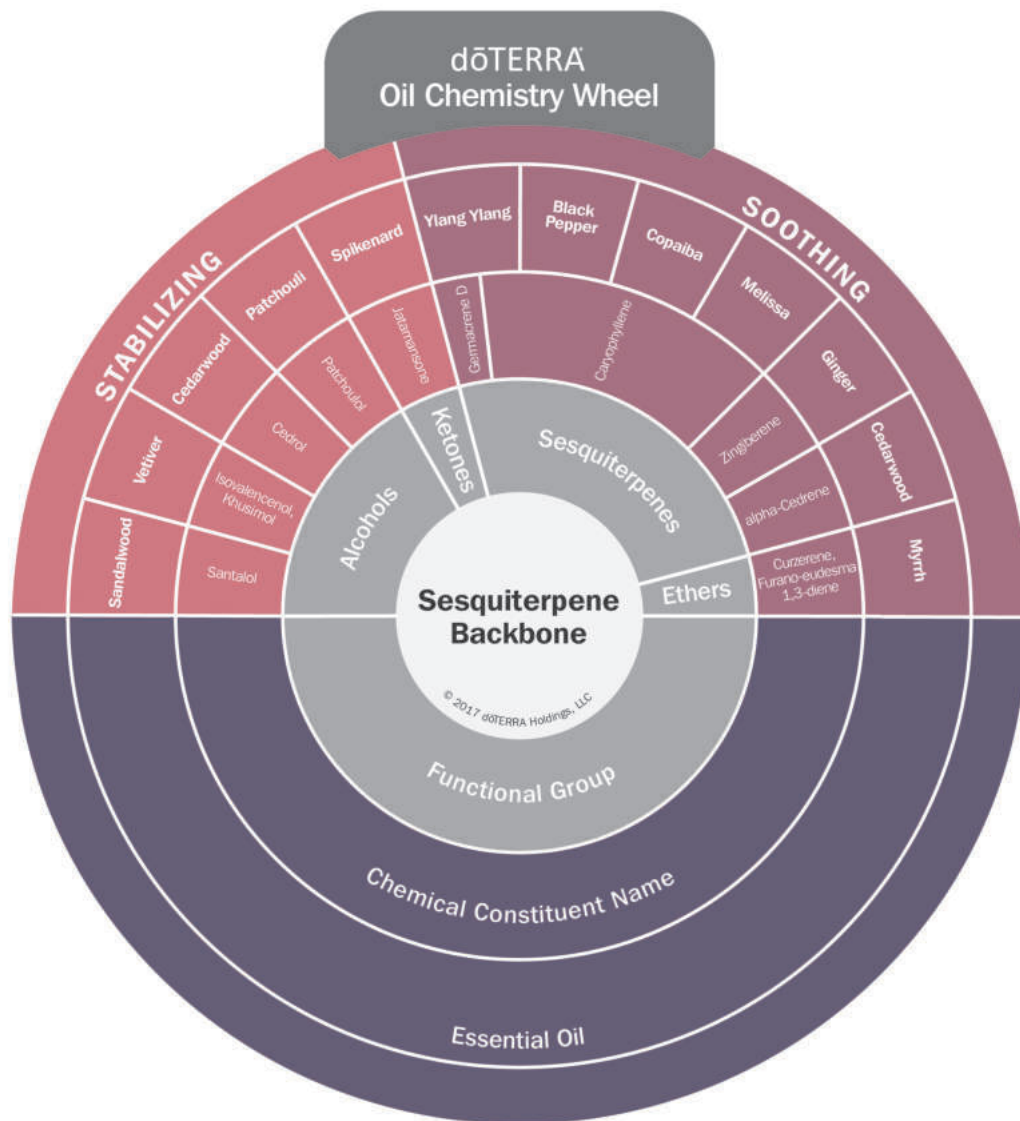 dōTERRA
Oil Chemistry Wheel
STABILIZING
SOOTHING
Sandalwood
Vetiver
Cedarwood
Patchouli
Spikenard
Ylang Ylang
Black
Pepper
Copaiba
Melissa
Ginger
Cedarwood
Myrrh
Santalol
Isovalencenol,
Khusimol
Cedrol
Patchoulol
Jatamansone
Gemacrene D
Caryophyllene
Zingiberene
alpha-Cedrene
Curzerene,
Furano-eudesma
1,3-diene
Alcohols
Ketones
Sesquiterpenes
Ethers
Sesquiterpene
Backbone
© 2017 dōTERRA Holdings, LLC
Functional Group
Chemical Constituent Name
Essential Oil